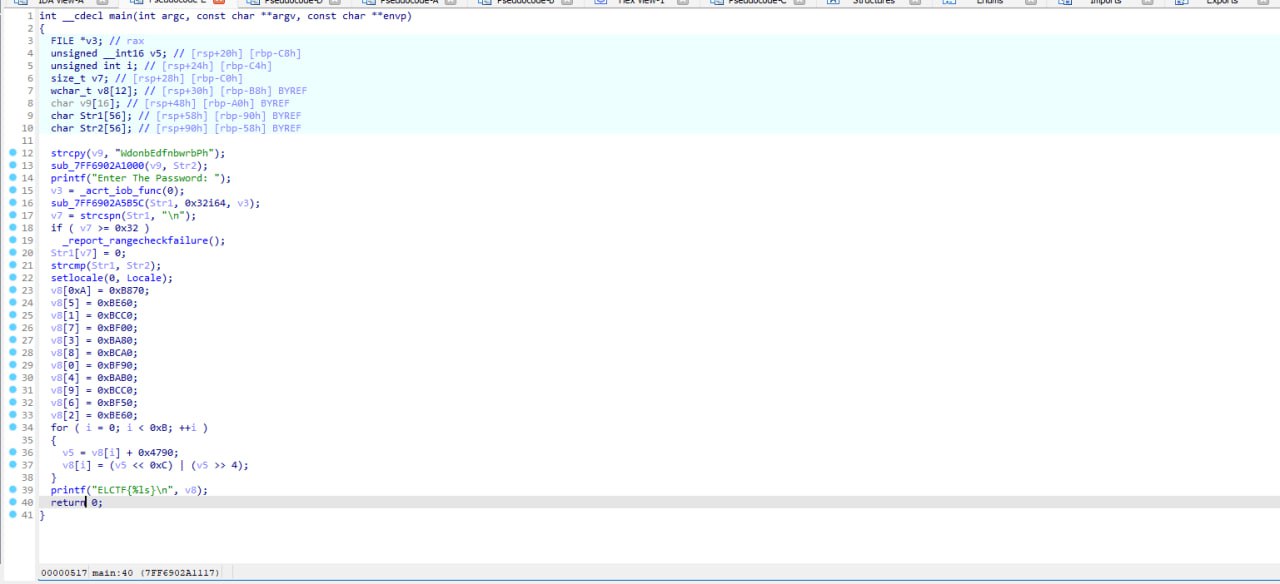 IDA View-A Pseudocode-E Pseudocode-D Pseudocode-A Pseudocode-B Hex View-1 Pseudocode-C Structures Enums Imports Exports
1 int __cdecl main(int argc, const char **argv, const char **envp)
2 {
3 FILE *v3; // rax
4 unsigned __int16 v5; // [rsp+20h] [rbp-C8h]
5 unsigned int i; // [rsp+24h] [rbp-C4h]
6 size_t v7; // [rsp+28h] [rbp-C0h]
7 wchar_t v8[12]; // [rsp+30h] [rbp-B8h] BYREF
8 char v9[16]; // [rsp+48h] [rbp-A0h] BYREF
9 char Str1[56]; // [rsp+58h] [rbp-90h] BYREF
10 char Str2[56]; // [rsp+90h] [rbp-58h] BYREF
11
12 strcpy(v9, "WdonbEdfnbwrbPh");
13 sub_7FF6902A1000(v9, Str2);
14 printf("Enter The Password: ");
15 v3 = _acrt_iob_func(0);
16 sub_7FF6902A5B5C(Str1, 0x32i64, v3);
17 v7 = strcspn(Str1, "\n");
18 if ( v7 >= 0x32 )
19 _report_rangecheckfailure();
20 Str1[v7] = 0;
21 strcmp(Str1, Str2);
22 setlocale(0, Locale);
23 v8[0xA] = 0xB870;
24 v8[5] = 0xBE60;
25 v8[1] = 0xBCC0;
26 v8[7] = 0xBF00;
27 v8[3] = 0xBA80;
28 v8[8] = 0xBCA0;
29 v8[0] = 0xBF90;
30 v8[4] = 0xBAB0;
31 v8[9] = 0xBCC0;
32 v8[6] = 0xBF50;
33 v8[2] = 0xBE60;
34 for ( i = 0; i < 0xB; ++i )
35 {
36 v5 = v8[i] + 0x4790;
37 v8[i] = (v5 << 0xC) | (v5 >> 4);
38 }
39 printf("ELCTF{%ls}\n", v8);
40 return 0;
41 }
00000517 main:40 (7FF6902A1117)